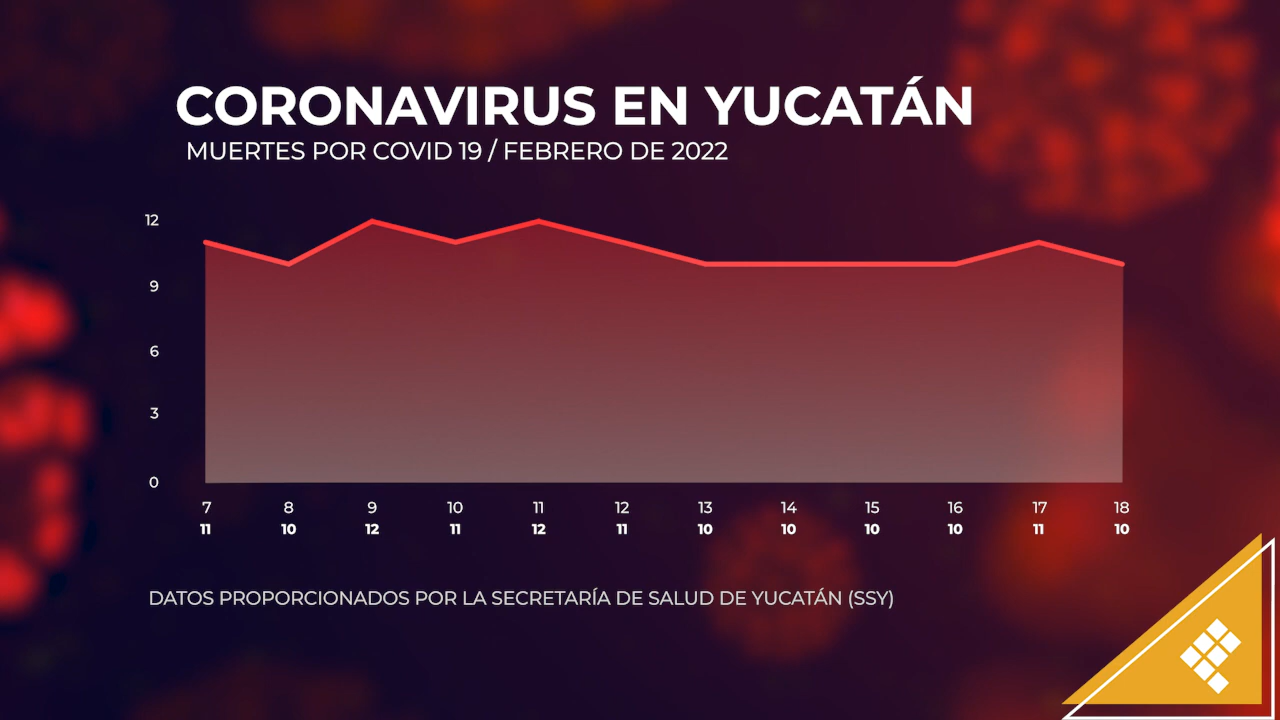 CORONAVIRUS EN YUCATÁN
MUERTES POR COVID 19 / FEBRERO DE 2022
12
9
6
3
0
7 8 9 10 11 12 13 14 15 16 17 18
11 10 12 11 12 11 10 10 10 10 11 10
DATOS PROPORCIONADOS POR LA SECRETARÍA DE SALUD DE YUCATÁN (SSY)